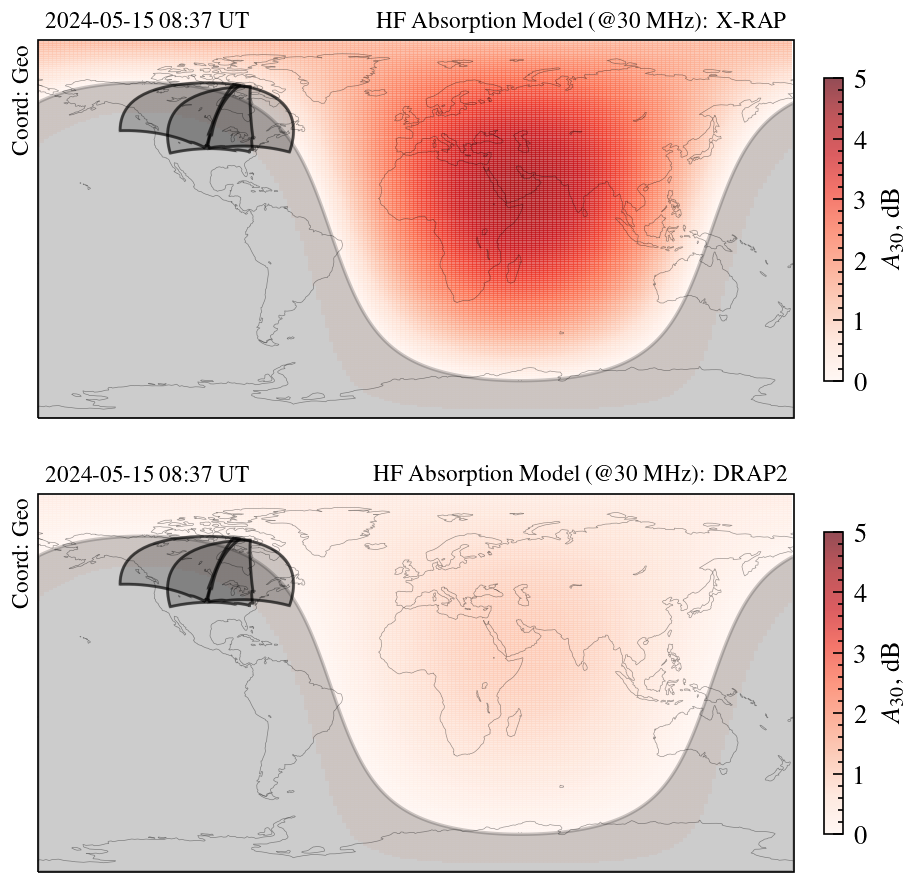 2024-05-15 08:37 UT
HF Absorption Model (@30 MHz): X-RAP
Coord: Geo
5
4
3
2
1
0
A30, dB
2024-05-15 08:37 UT
HF Absorption Model (@30 MHz): DRAP2
Coord: Geo
5
4
3
2
1
0
A30, dB